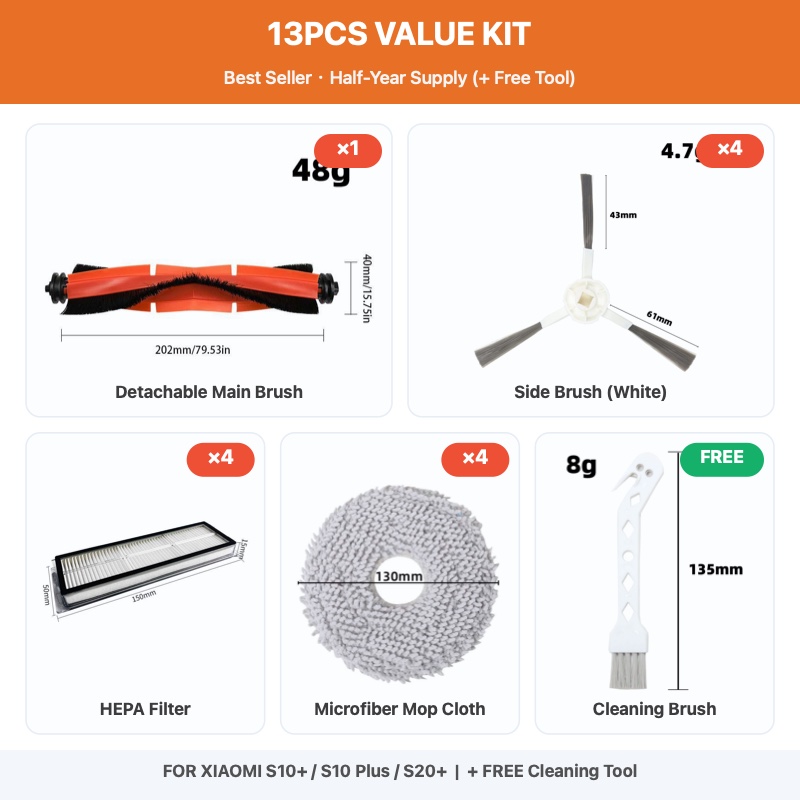 13PCS VALUE KIT
Best Seller · Half-Year Supply (+ Free Tool)
×1
48g
40mm/15.75in
202mm/79.53in
Detachable Main Brush
4.7g
×4
43mm
61mm
Side Brush (White)
×4
15mm
50mm
150mm
HEPA Filter
×4
130mm
Microfiber Mop Cloth
8g
FREE
135mm
Cleaning Brush
FOR XIAOMI S10+ / S10 Plus / S20+ | + FREE Cleaning Tool